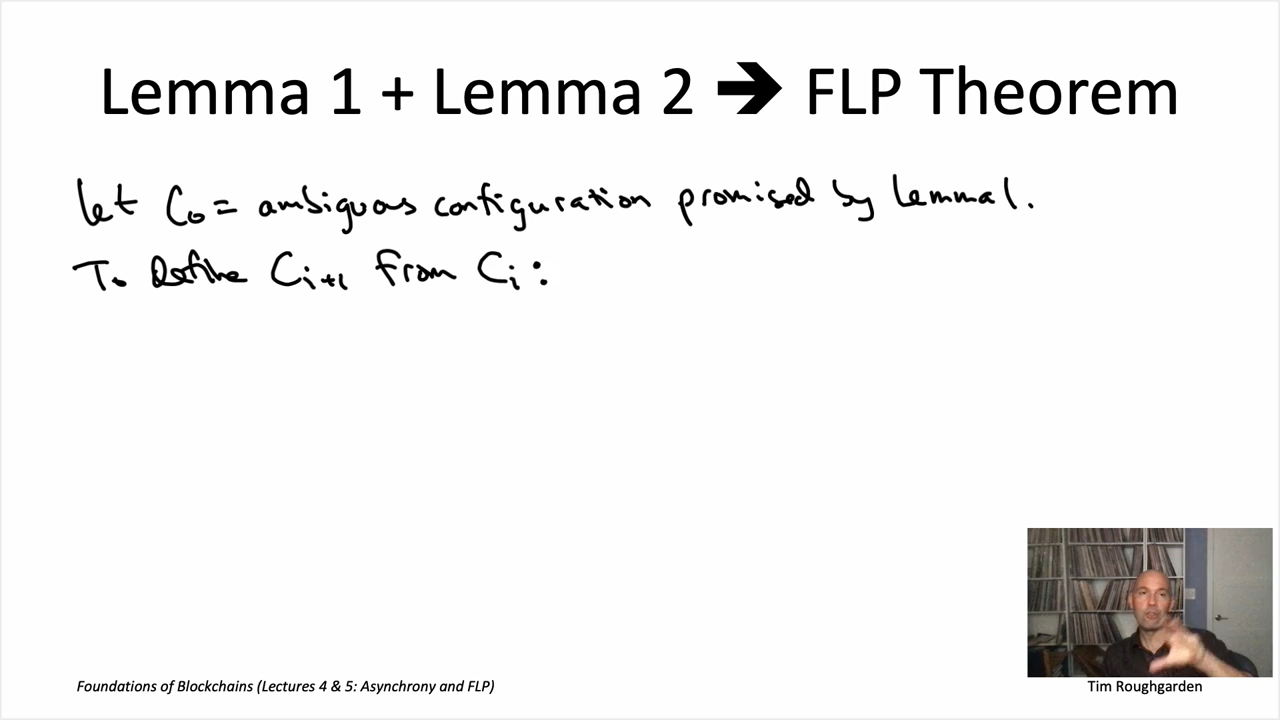 Lemma 1 + Lemma 2 → FLP Theorem
let C₀ = ambiguous configuration promised by Lemma 1.
To Define Cᵢ₊₁ from Cᵢ :
Foundations of Blockchains (Lectures 4 & 5: Asynchrony and FLP)
Tim Roughgarden